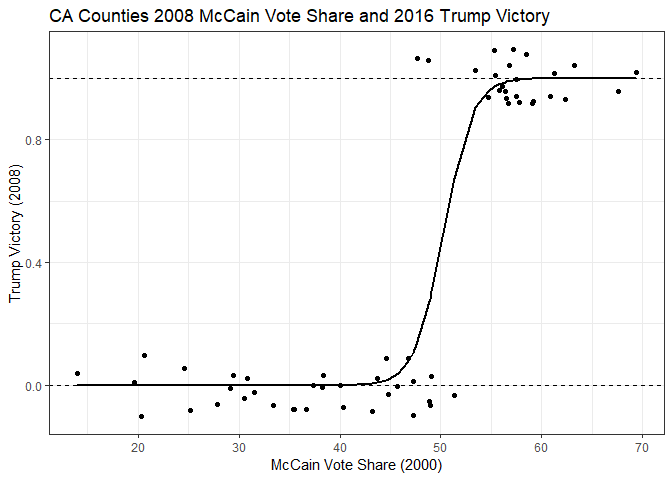 CA Counties 2008 McCain Vote Share and 2016 Trump Victory
Trump Victory (2008)
0.8
0.4
0.0
20 30 40 50 60 70
McCain Vote Share (2000)